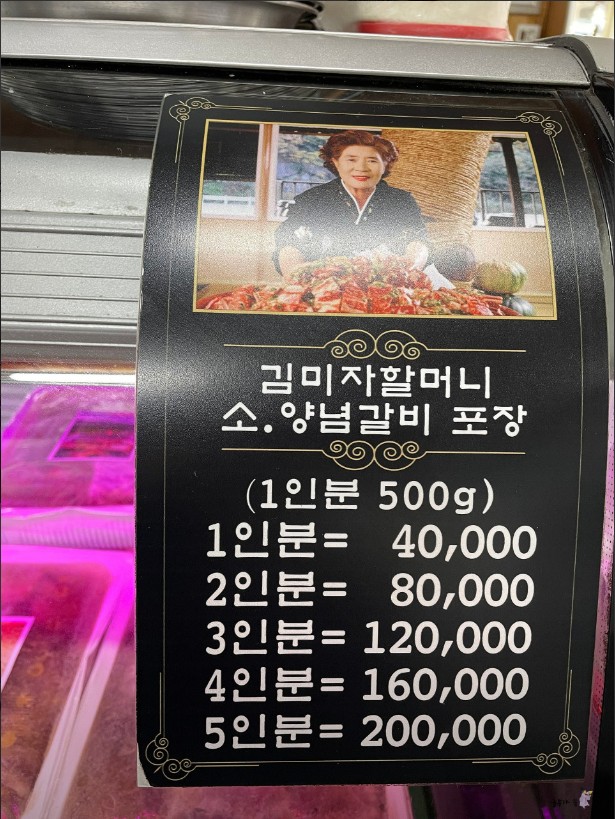 김미자할머니
소.양념갈비 포장
(1인분 500g)
1인분= 40,000
2인분= 80,000
3인분= 120,000
4인분= 160,000
5인분= 200,000